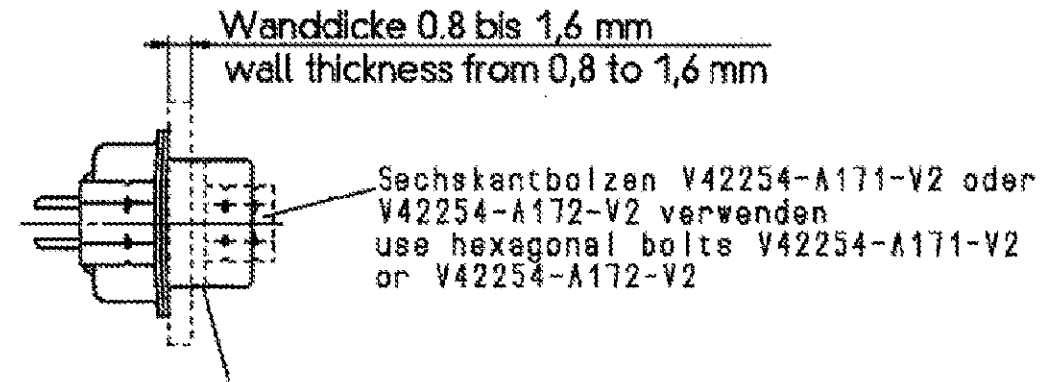 Wanddicke 0.8 bis 1,6 mm
wall thickness from 0,8 to 1,6 mm
Sechskantbolzen V42254-A171-V2 oder
V42254-A172-V2 verwenden
use hexagonal bolts V42254-A171-V2
or V42254-A172-V2